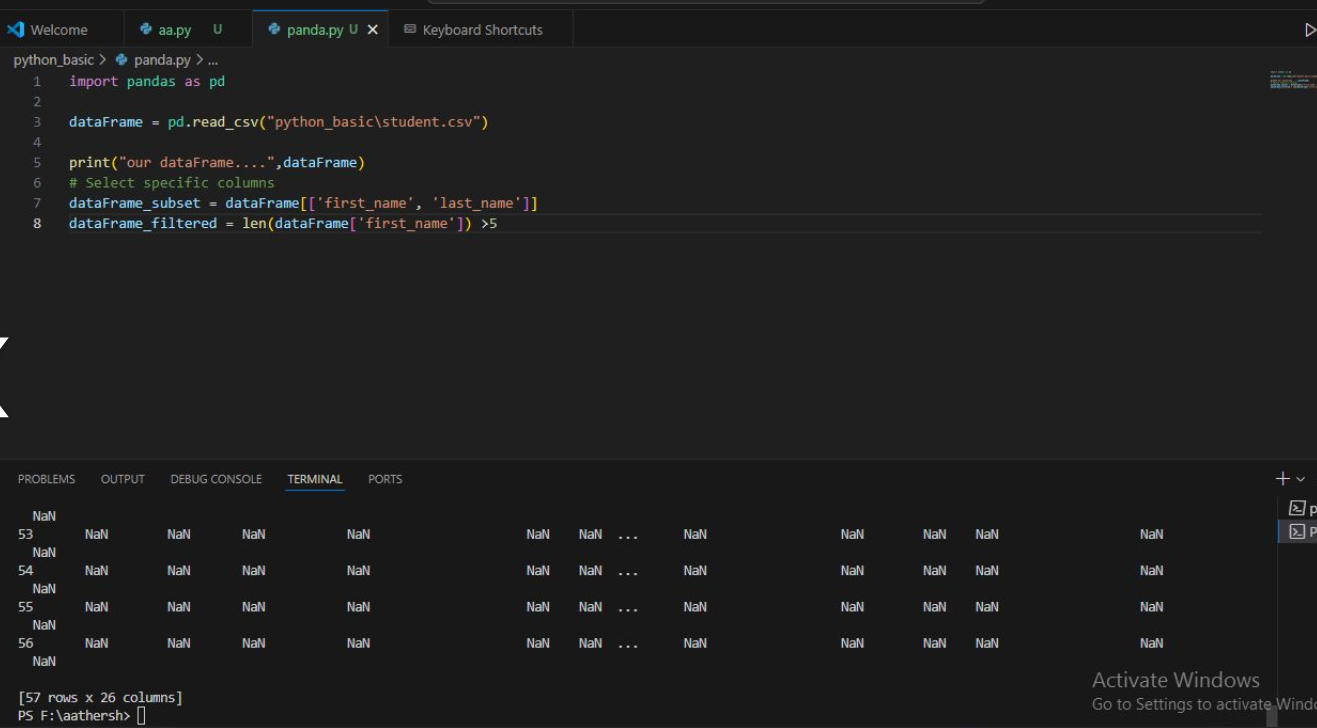 Welcome aa.py U panda.py U Keyboard Shortcuts
python_basic > panda.py > ...
1 import pandas as pd
2
3 dataFrame = pd.read_csv("python_basic\student.csv")
4
5 print("our dataFrame....",dataFrame)
6 # Select specific columns
7 dataFrame_subset = dataFrame[['first_name', 'last_name']]
8 dataFrame_filtered = len(dataFrame['first_name']) >5
PROBLEMS OUTPUT DEBUG CONSOLE TERMINAL PORTS
NaN
53 NaN NaN NaN NaN NaN NaN ... NaN NaN NaN NaN NaN
NaN
54 NaN NaN NaN NaN NaN NaN ... NaN NaN NaN NaN NaN
NaN
55 NaN NaN NaN NaN NaN NaN ... NaN NaN NaN NaN NaN
NaN
56 NaN NaN NaN NaN NaN NaN ... NaN NaN NaN NaN NaN
NaN
[57 rows x 26 columns]
PS F:\aathersh>
p
P
Activate Windows
Go to Settings to activate Windo